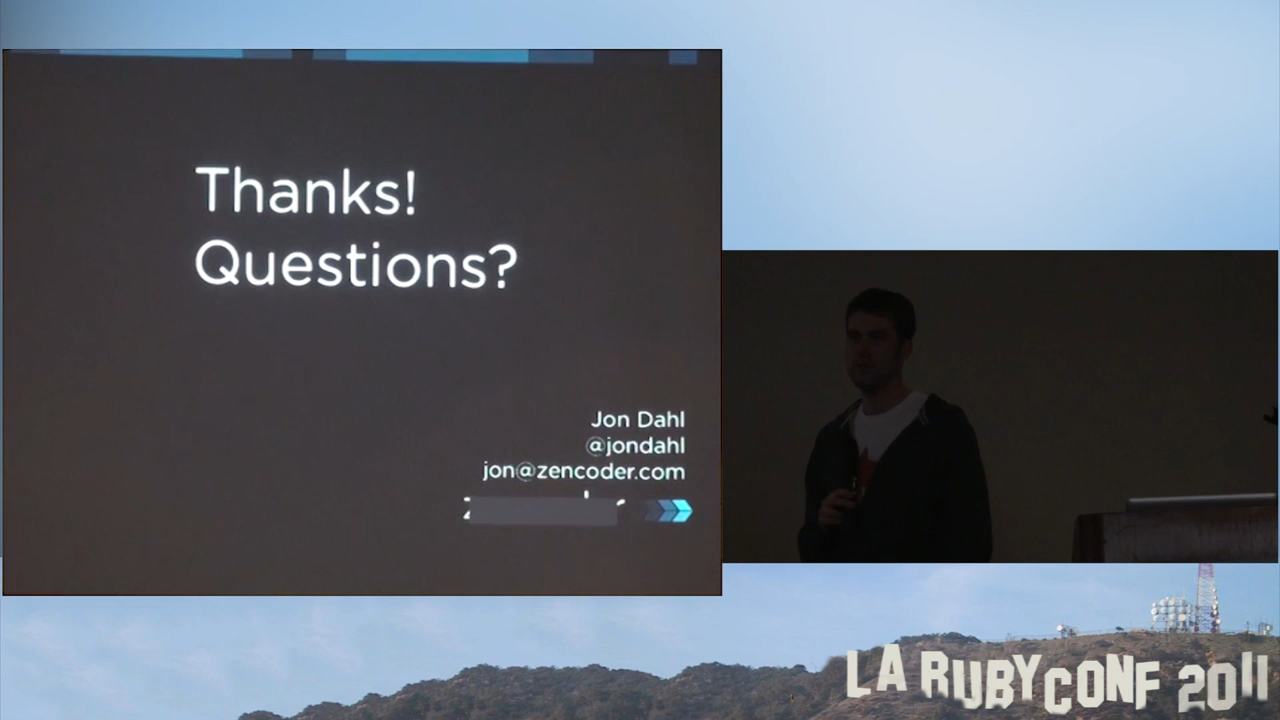 Thanks!
Questions?
Jon Dahl
@jondahl
jon@zencoder.com
LA RUBYCONF 2011